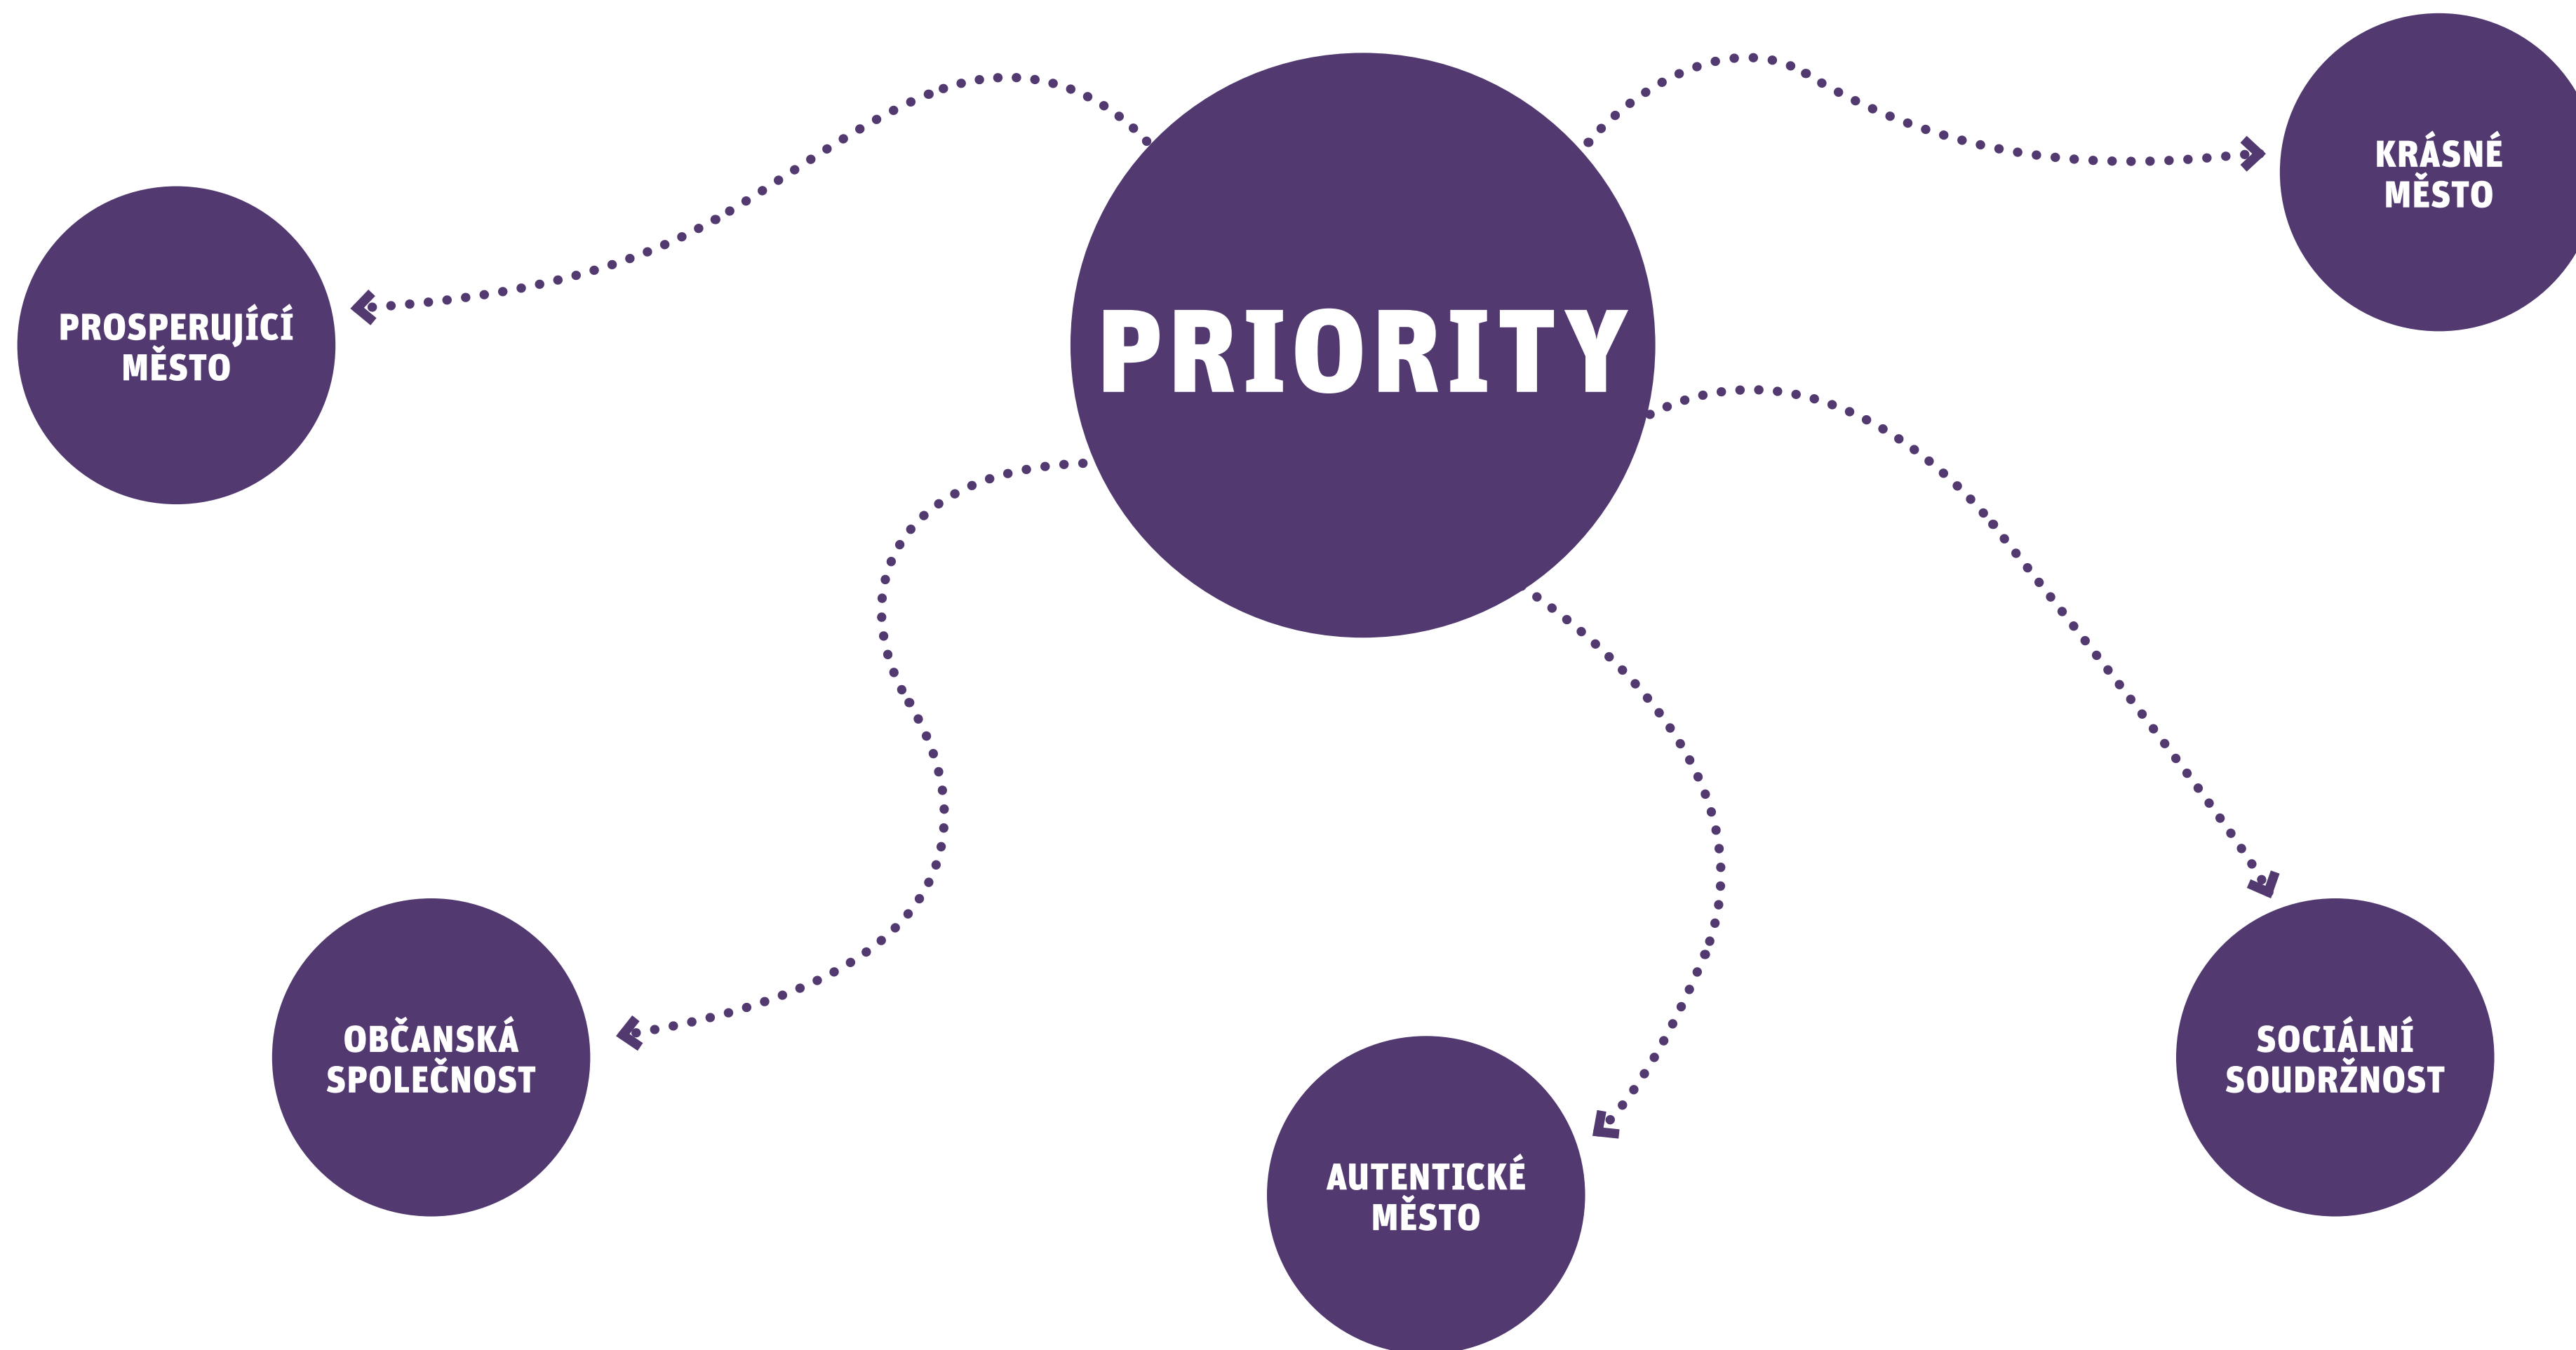 PRIORITY
KRÁSNÉ
MĚSTO
PROSPERUJÍCÍ
MĚSTO
OBČANSKÁ
SPOLEČNOST
SOCIÁLNÍ
SOUDRŽNOST
AUTENTICKÉ
MĚSTO